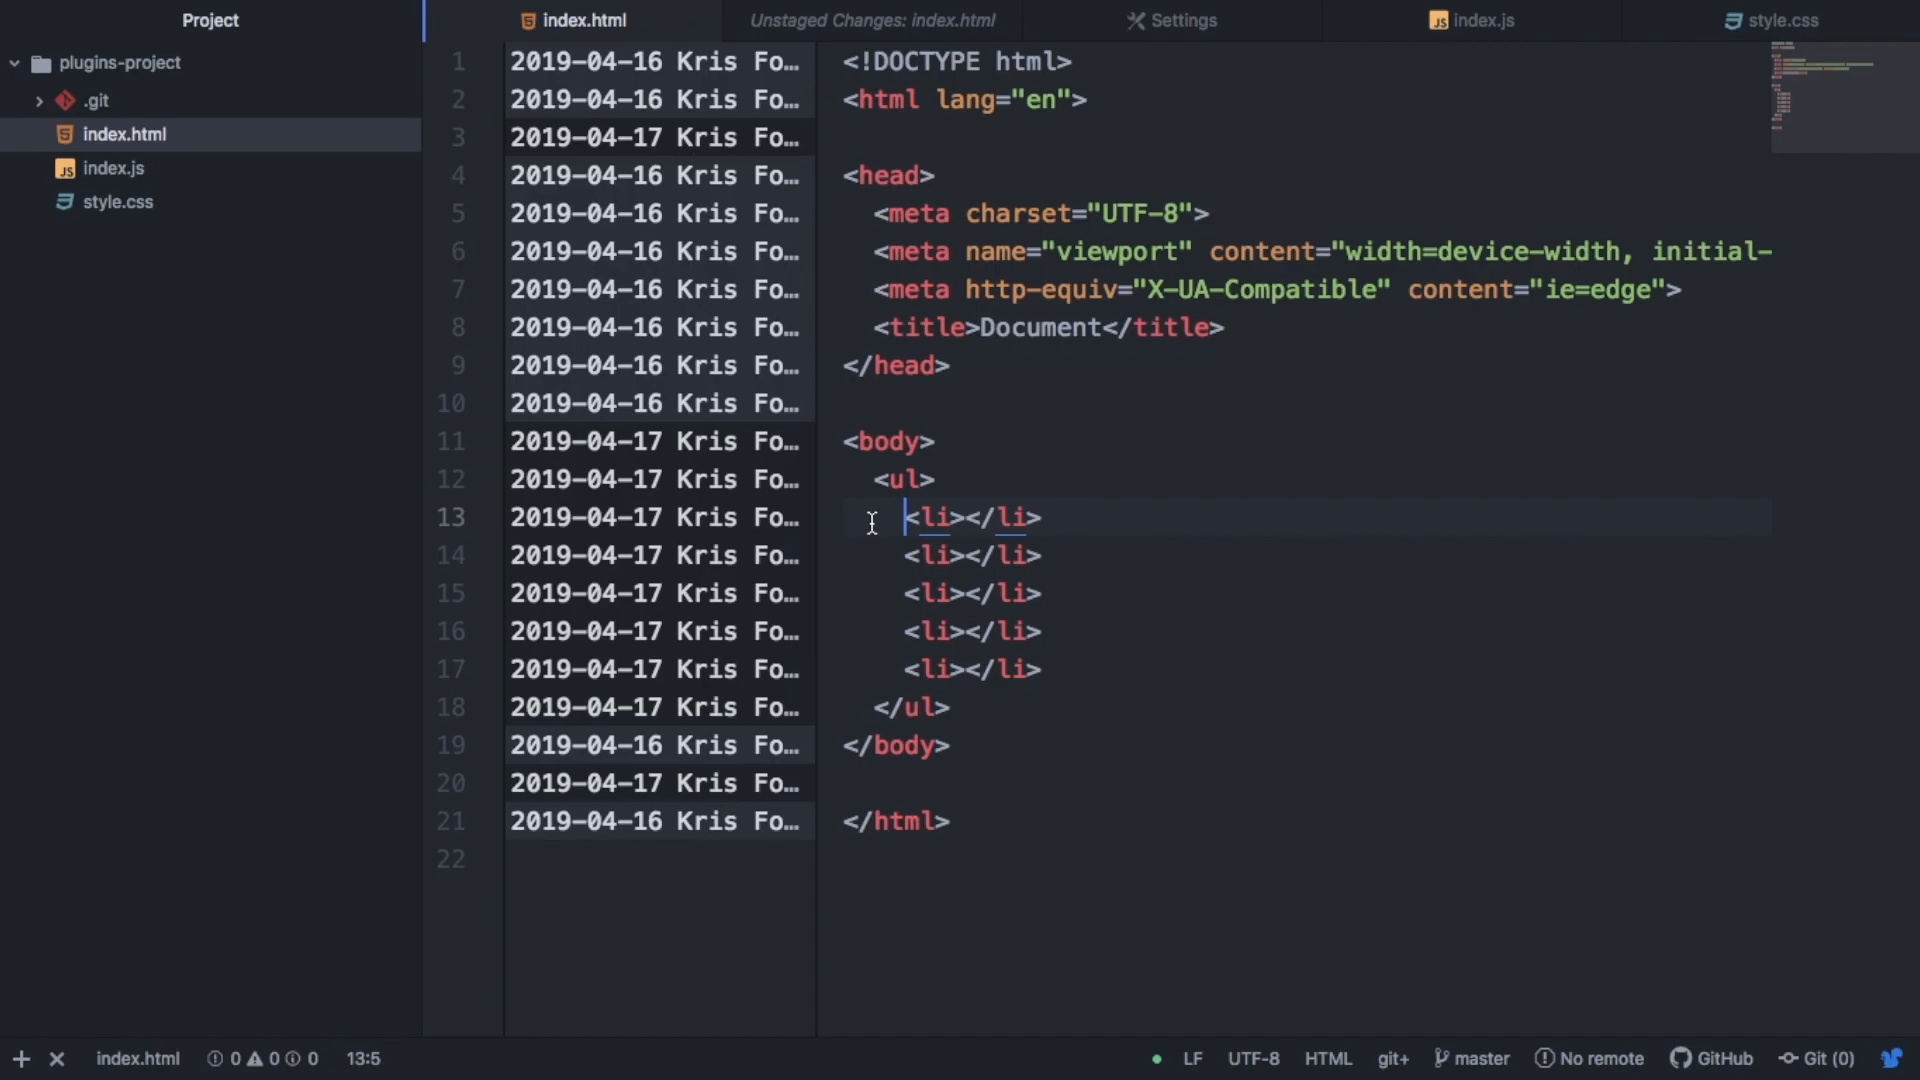 Project
index.html
Unstaged Changes: index.html
Settings
index.js
style.css
plugins-project
.git
index.html
index.js
style.css
1 2019-04-16 Kris Fo… <!DOCTYPE html>
2 2019-04-16 Kris Fo… <html lang="en">
3 2019-04-17 Kris Fo…
4 2019-04-16 Kris Fo… <head>
5 2019-04-16 Kris Fo… <meta charset="UTF-8">
6 2019-04-16 Kris Fo… <meta name="viewport" content="width=device-width, initial-
7 2019-04-16 Kris Fo… <meta http-equiv="X-UA-Compatible" content="ie=edge">
8 2019-04-16 Kris Fo… <title>Document</title>
9 2019-04-16 Kris Fo… </head>
10 2019-04-16 Kris Fo…
11 2019-04-17 Kris Fo… <body>
12 2019-04-17 Kris Fo… <ul>
13 2019-04-17 Kris Fo… <li></li>
14 2019-04-17 Kris Fo… <li></li>
15 2019-04-17 Kris Fo… <li></li>
16 2019-04-17 Kris Fo… <li></li>
17 2019-04-17 Kris Fo… <li></li>
18 2019-04-17 Kris Fo… </ul>
19 2019-04-16 Kris Fo… </body>
20 2019-04-17 Kris Fo…
21 2019-04-16 Kris Fo… </html>
22
index.html 0 0 0 13:5 LF UTF-8 HTML git+ master No remote GitHub Git (0)